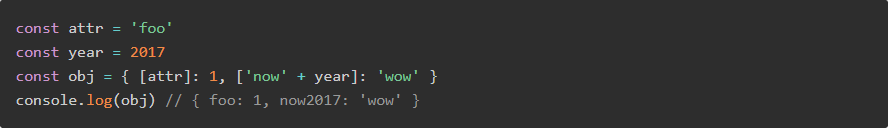 const attr = 'foo'
const year = 2017
const obj = { [attr]: 1, ['now' + year]: 'wow' }
console.log(obj) // { foo: 1, now2017: 'wow' }